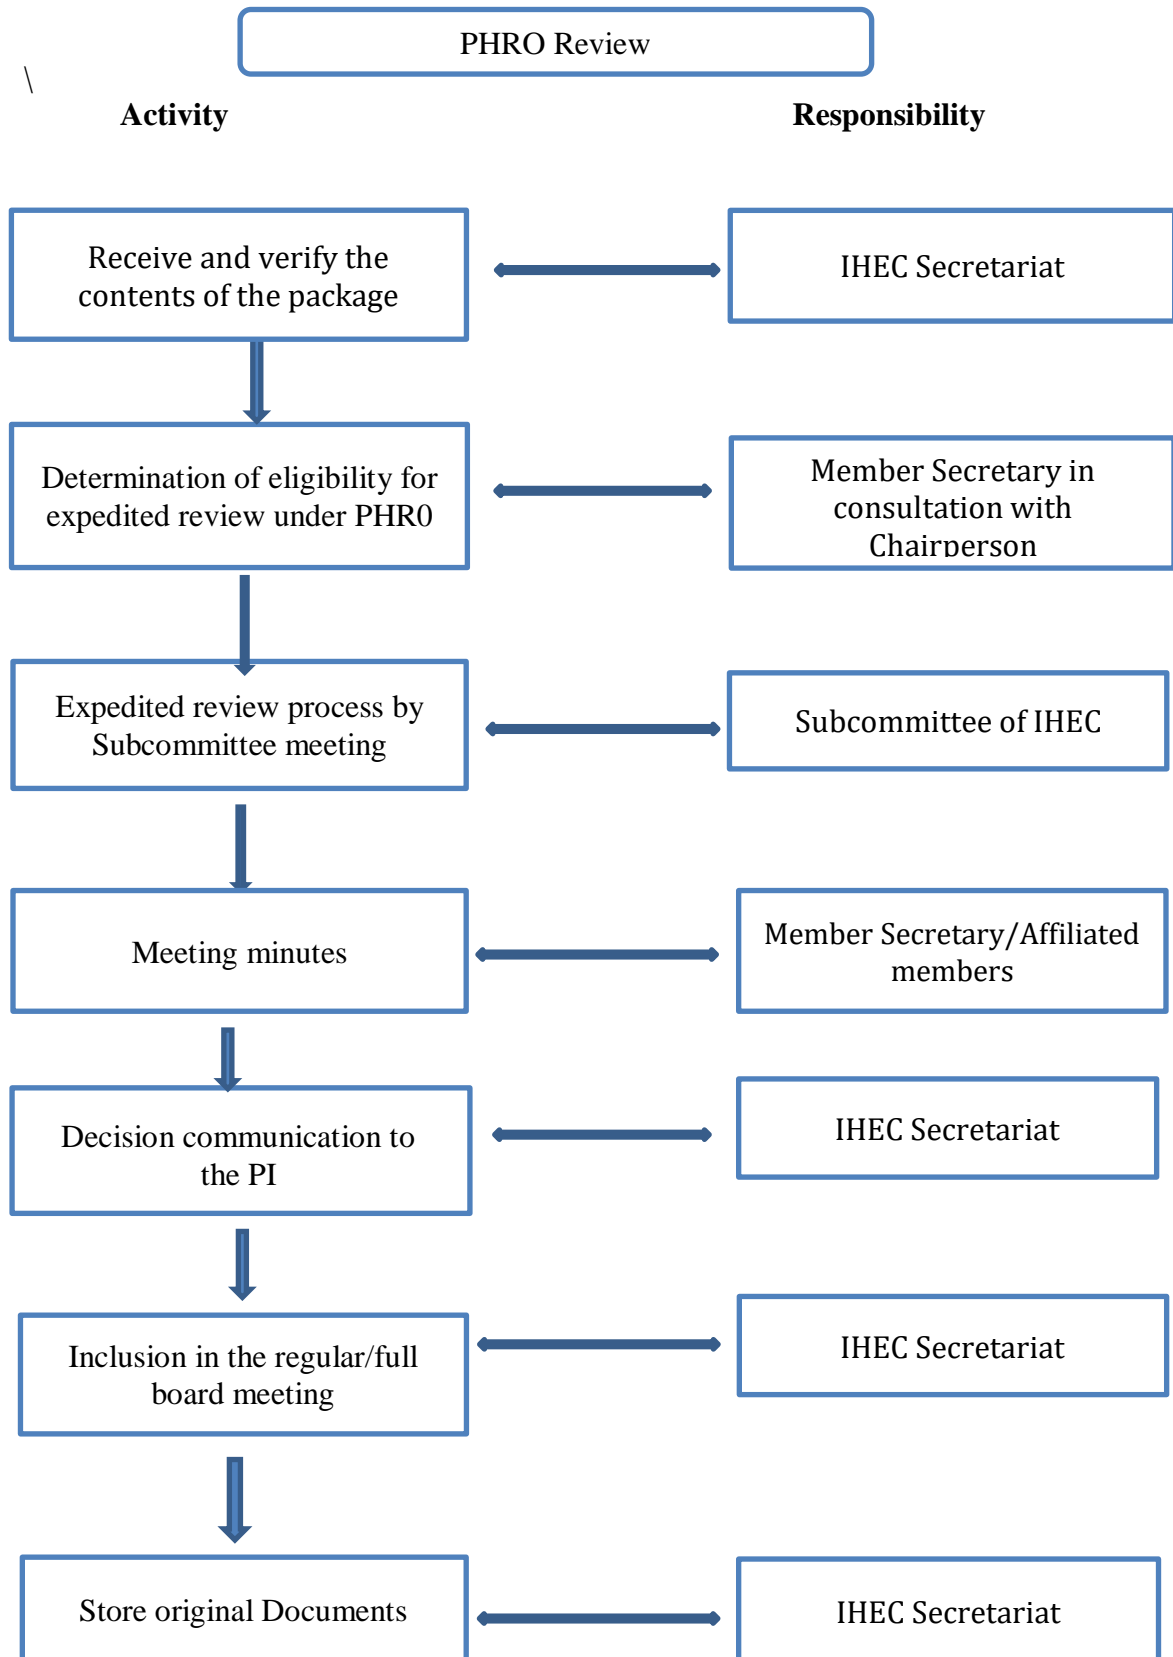 PHRO Review
\
Activity
Responsibility
Receive and verify the
contents of the package
IHEC Secretariat
Determination of eligibility for
expedited review under PHR0
Member Secretary in
consultation with
Chairperson
Expedited review process by
Subcommittee meeting
Subcommittee of IHEC
Meeting minutes
Member Secretary/Affiliated
members
Decision communication to
the PI
IHEC Secretariat
Inclusion in the regular/full
board meeting
IHEC Secretariat
Store original Documents
IHEC Secretariat